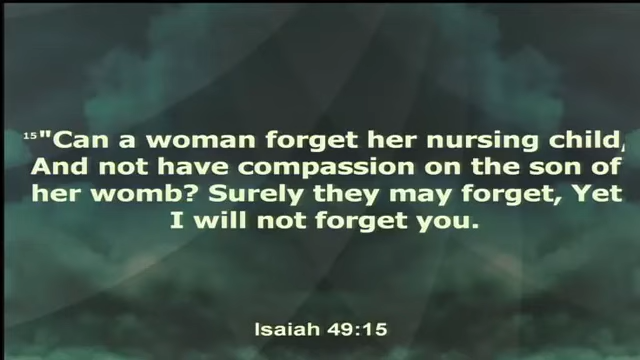 15"Can a woman forget her nursing child,
And not have compassion on the son of
her womb? Surely they may forget, Yet
I will not forget you.
Isaiah 49:15